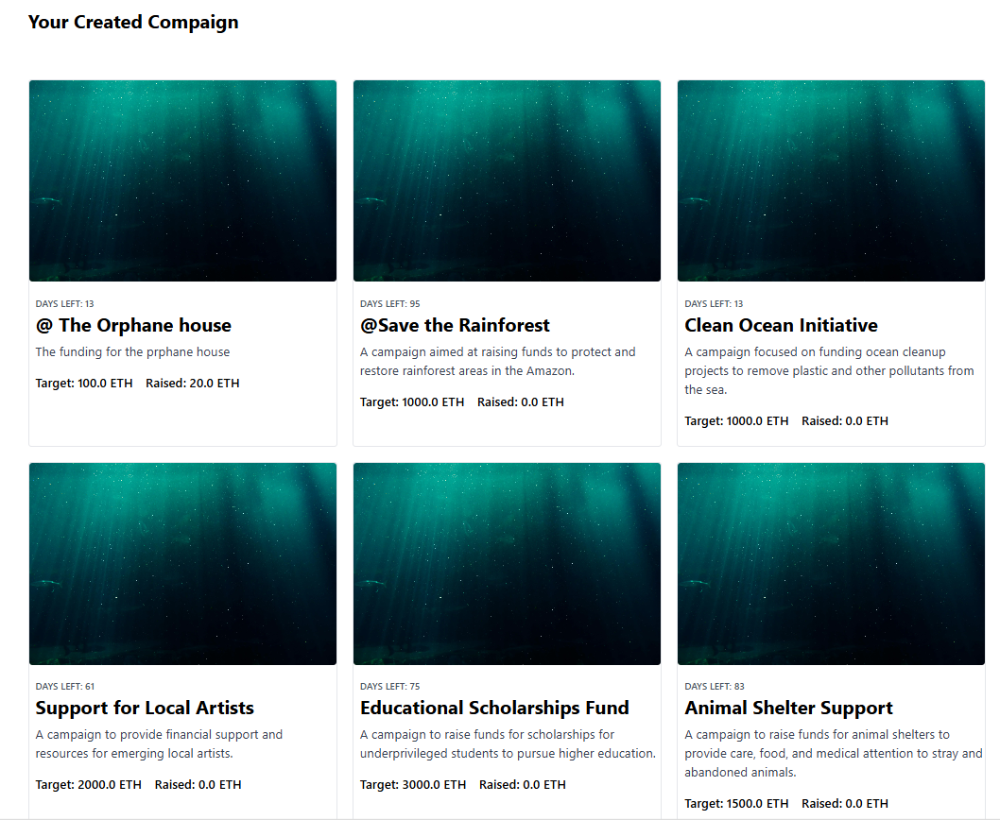 Your Created Compaign
DAYS LEFT: 13
@ The Orphane house
The funding for the prphane house
Target: 100.0 ETH Raised: 20.0 ETH
DAYS LEFT: 95
@Save the Rainforest
A campaign aimed at raising funds to protect and
restore rainforest areas in the Amazon.
Target: 1000.0 ETH Raised: 0.0 ETH
DAYS LEFT: 13
Clean Ocean Initiative
A campaign focused on funding ocean cleanup
projects to remove plastic and other pollutants from
the sea.
Target: 1000.0 ETH Raised: 0.0 ETH
DAYS LEFT: 61
Support for Local Artists
A campaign to provide financial support and
resources for emerging local artists.
Target: 2000.0 ETH Raised: 0.0 ETH
DAYS LEFT: 75
Educational Scholarships Fund
A campaign to raise funds for scholarships for
underprivileged students to pursue higher education.
Target: 3000.0 ETH Raised: 0.0 ETH
DAYS LEFT: 83
Animal Shelter Support
A campaign to raise funds for animal shelters to
provide care, food, and medical attention to stray and
abandoned animals.
Target: 1500.0 ETH Raised: 0.0 ETH